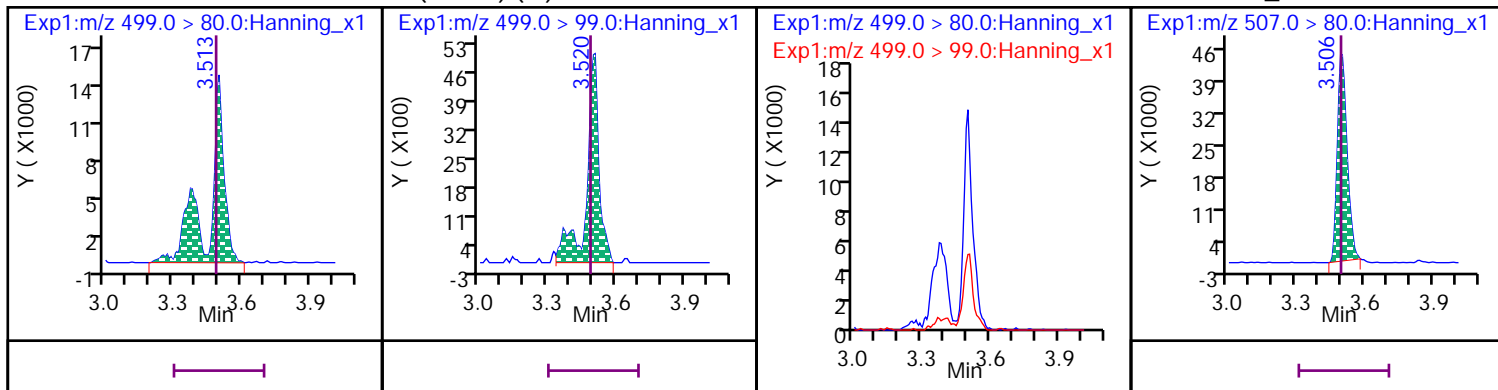 Exp1:m/z 499.0 > 80.0:Hanning_x1
3.513
Y ( X1000)
17
14
11
8
5
2
-1
3.0 3.3 3.6 3.9
Min
Exp1:m/z 499.0 > 99.0:Hanning_x1
3.520
Y ( X100)
53
46
39
32
25
18
11
4
-3
3.0 3.3 3.6 3.9
Min
Exp1:m/z 499.0 > 80.0:Hanning_x1
Exp1:m/z 499.0 > 99.0:Hanning_x1
Y ( X1000)
18
16
14
12
10
8
6
4
2
0
3.0 3.3 3.6 3.9
Min
Exp1:m/z 507.0 > 80.0:Hanning_x1
3.506
Y ( X1000)
46
39
32
25
18
11
4
-3
3.0 3.3 3.6 3.9
Min